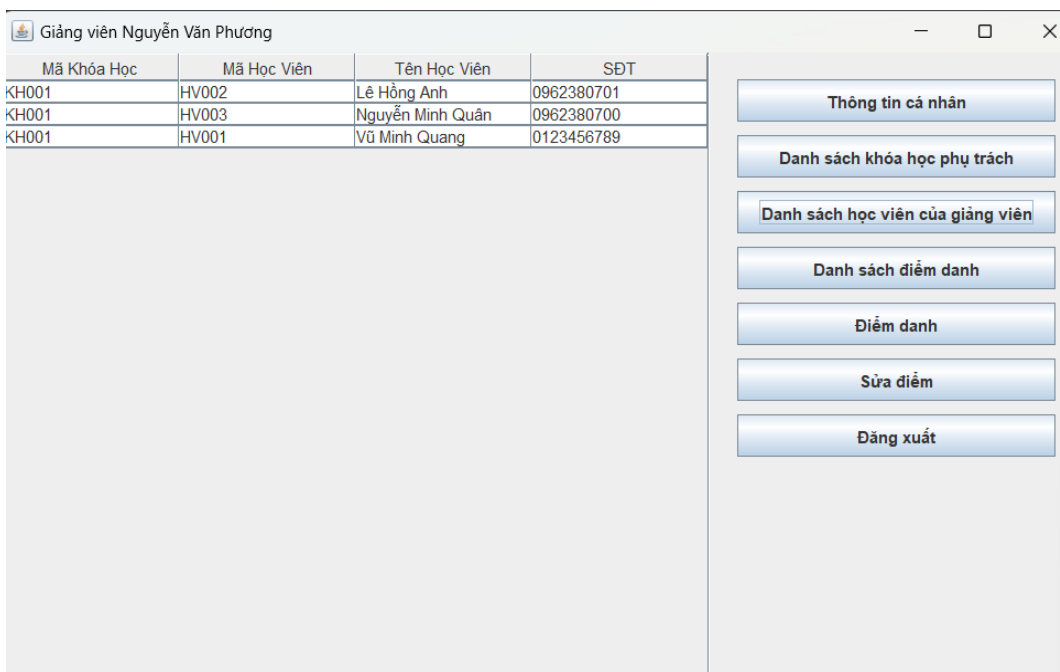 Giảng viên Nguyễn Văn Phương
Mã Khóa Học Mã Học Viên Tên Học Viên SĐT
KH001 HV002 Lê Hồng Anh 0962380701
KH001 HV003 Nguyễn Minh Quân 0962380700
KH001 HV001 Vũ Minh Quang 0123456789
Thông tin cá nhân
Danh sách khóa học phụ trách
Danh sách học viên của giảng viên
Danh sách điểm danh
Điểm danh
Sửa điểm
Đăng xuất